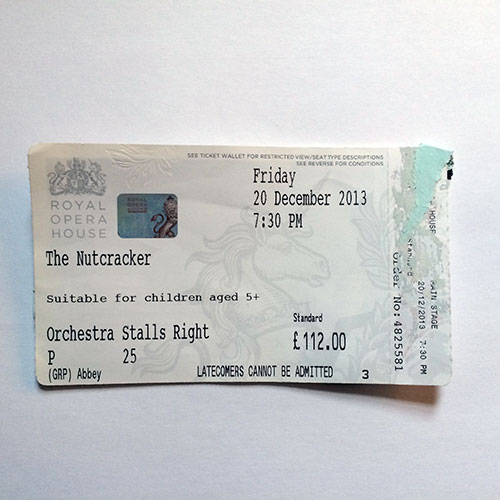 SEE TICKET WALLET FOR RESTRICTED VIEW/SEAT TYPE DESCRIPTIONS
SEE REVERSE FOR CONDITIONS
ROYAL
OPERA
HOUSE
Friday
20 December 2013
7:30 PM
The Nutcracker
Suitable for children aged 5+
Orchestra Stalls Right
P 25
(GRP) Abbey
Standard
£112.00
LATECOMERS CANNOT BE ADMITTED
3
Order No: 4825581
Standard
HOUSE
MAIN STAGE
20/12/2013 7:30 PM